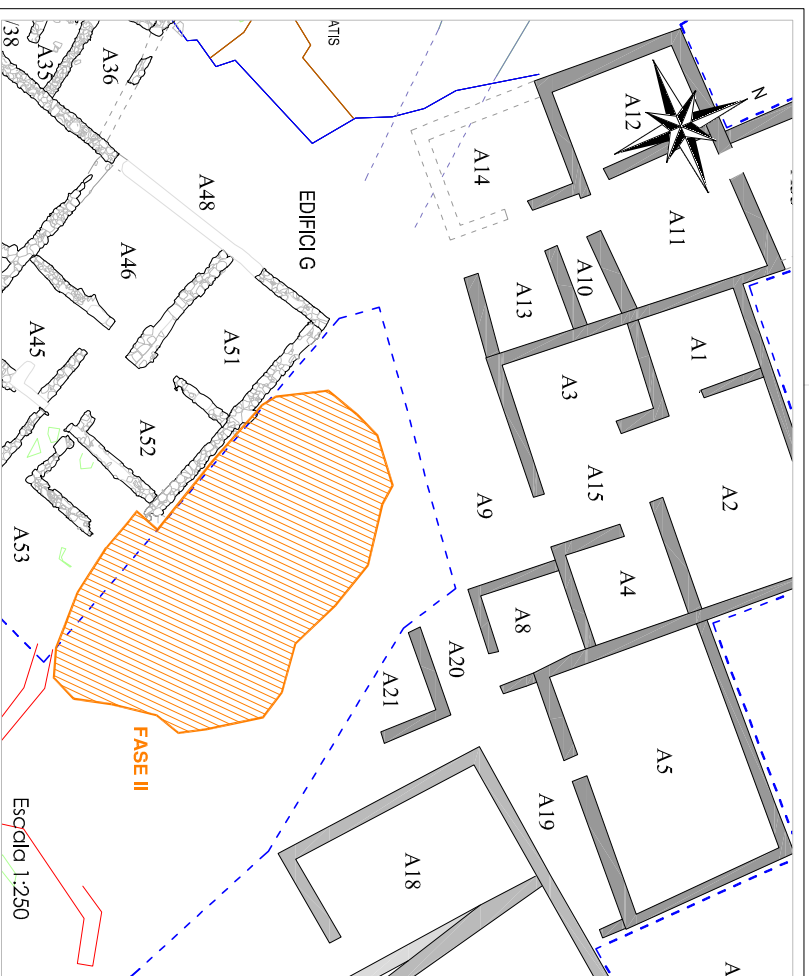 /38
A35
A36
ATIS
A12
N
A14
A48
EDIFICI G
A11
A46
A13
A10
A45
A51
A3
A1
A52
A9
A15
A2
A53
A8
A4
A20
A21
FASE II
A5
A19
A18
Escala 1:250
A